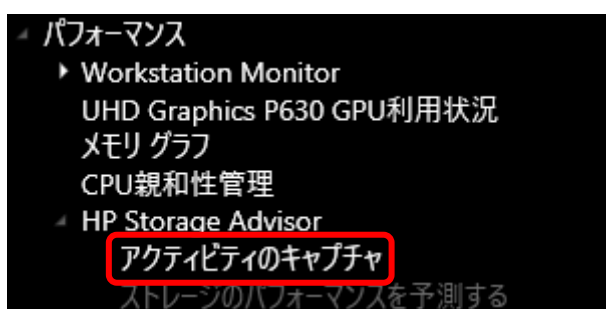 パフォーマンス
Workstation Monitor
UHD Graphics P630 GPU利用状況
メモリ グラフ
CPU親和性管理
HP Storage Advisor
アクティビティのキャプチャ
ストレージのパフォーマンスを予測する